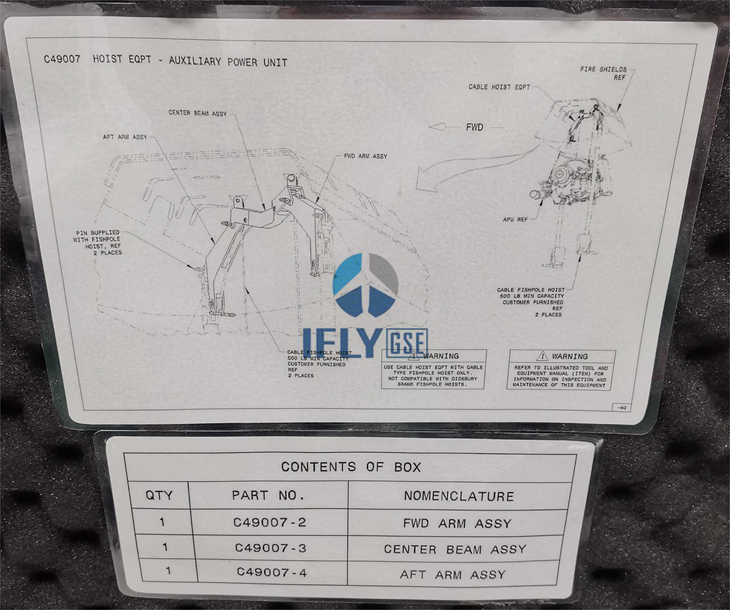 C49007 HOIST EQPT - AUXILIARY POWER UNIT
FIRE SHIELDS
REF
CABLE HOIST EQPT
CENTER BEAM ASSY
AFT ARM ASSY
FWD
FWD ARM ASSY
APU REF
PIN SUPPLIED
WITH FISHPOLE
HOIST, REF
2 PLACES
CABLE FISHPOLE HOIST
500 LB MIN CAPACITY
CUSTOMER FURNISHED
REF
2 PLACES
IFLY GSE
CABLE FISHPOLE HOIST
500 LB MIN CAPACITY
CUSTOMER FURNISHED
REF
2 PLACES
WARNING
USE CABLE HOIST EQPT WITH CABLE
TYPE FISHPOLE HOIST ONLY.
NOT COMPATIBLE WITH DIDSBURY
BRAND FISHPOLE HOISTS.
WARNING
REFER TO ILLUSTRATED TOOL AND
EQUIPMENT MANUAL (ITEM) FOR
INFORMATION ON INSPECTION AND
MAINTENANCE OF THIS EQUIPMENT
CONTENTS OF BOX
QTY PART NO. NOMENCLATURE
1 C49007-2 FWD ARM ASSY
1 C49007-3 CENTER BEAM ASSY
1 C49007-4 AFT ARM ASSY